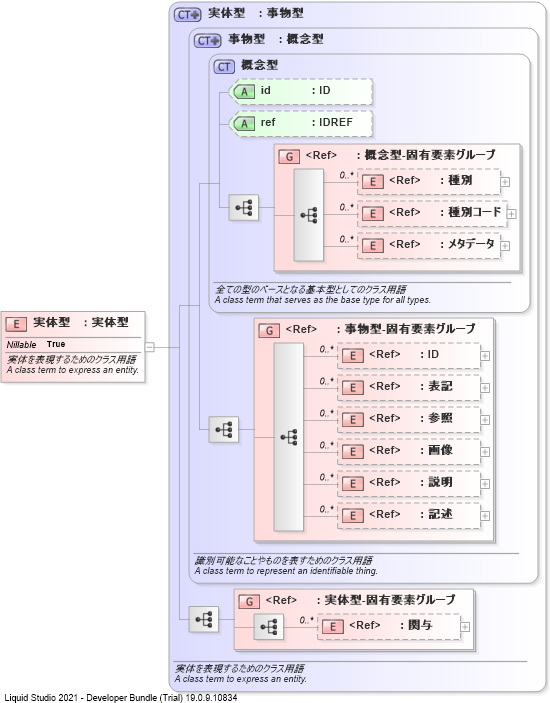 CT 実体型 : 事物型
CT 事物型 : 概念型
CT 概念型
A id : ID
A ref : IDREF
G <Ref> : 概念型-固有要素グループ
0..*
E <Ref> : 種別
0..*
E <Ref> : 種別コード
0..*
E <Ref> : メタデータ
全ての型のベースとなる基本型としてのクラス用語
A class term that serves as the base type for all types.
E 実体型 : 実体型
Nillable True
実体を表現するためのクラス用語
A class term to express an entity.
G <Ref> : 事物型-固有要素グループ
0..*
E <Ref> : ID
0..*
E <Ref> : 表記
0..*
E <Ref> : 参照
0..*
E <Ref> : 画像
0..*
E <Ref> : 説明
0..*
E <Ref> : 記述
識別可能なことやものを表すためのクラス用語
A class term to represent an identifiable thing.
G <Ref> : 実体型-固有要素グループ
0..*
E <Ref> : 関与
実体を表現するためのクラス用語
A class term to express an entity.
Liquid Studio 2021 - Developer Bundle (Trial) 19.0.9.10834